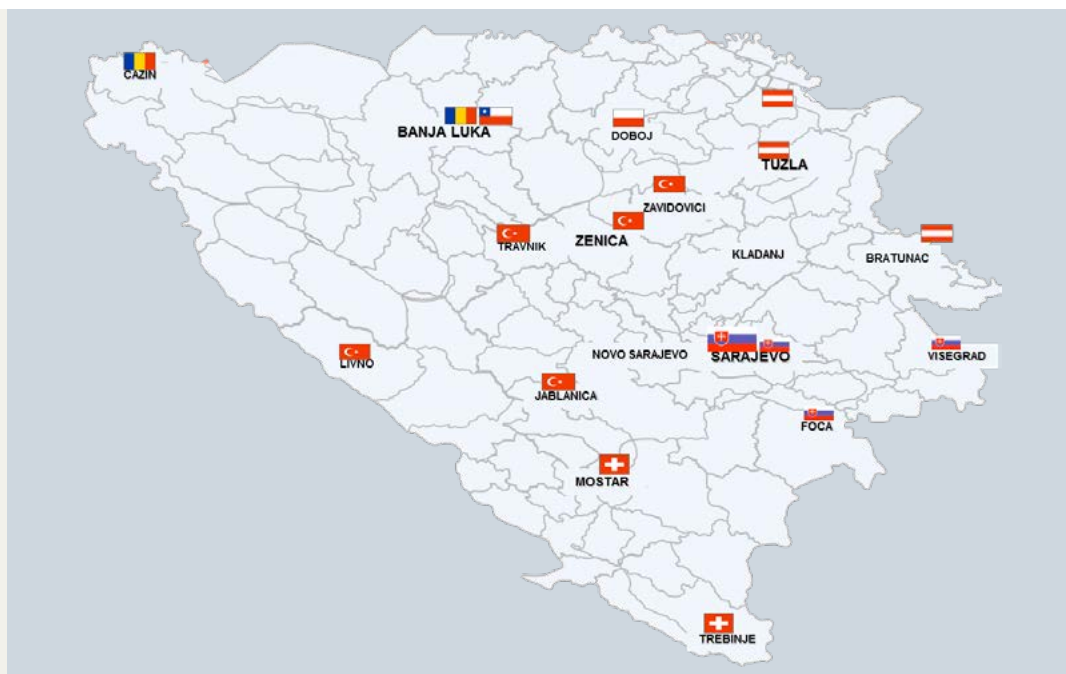 CAZIN
BANJA LUKA
DOBOJ
TUZLA
ZAVIDOVICI
TRAVNIK
ZENICA
KLADANJ
BRATUNAC
NOVO SARAJEVO
SARAJEVO
VISEGRAD
LIVNO
JABLANICA
FOCA
MOSTAR
TREBINJE